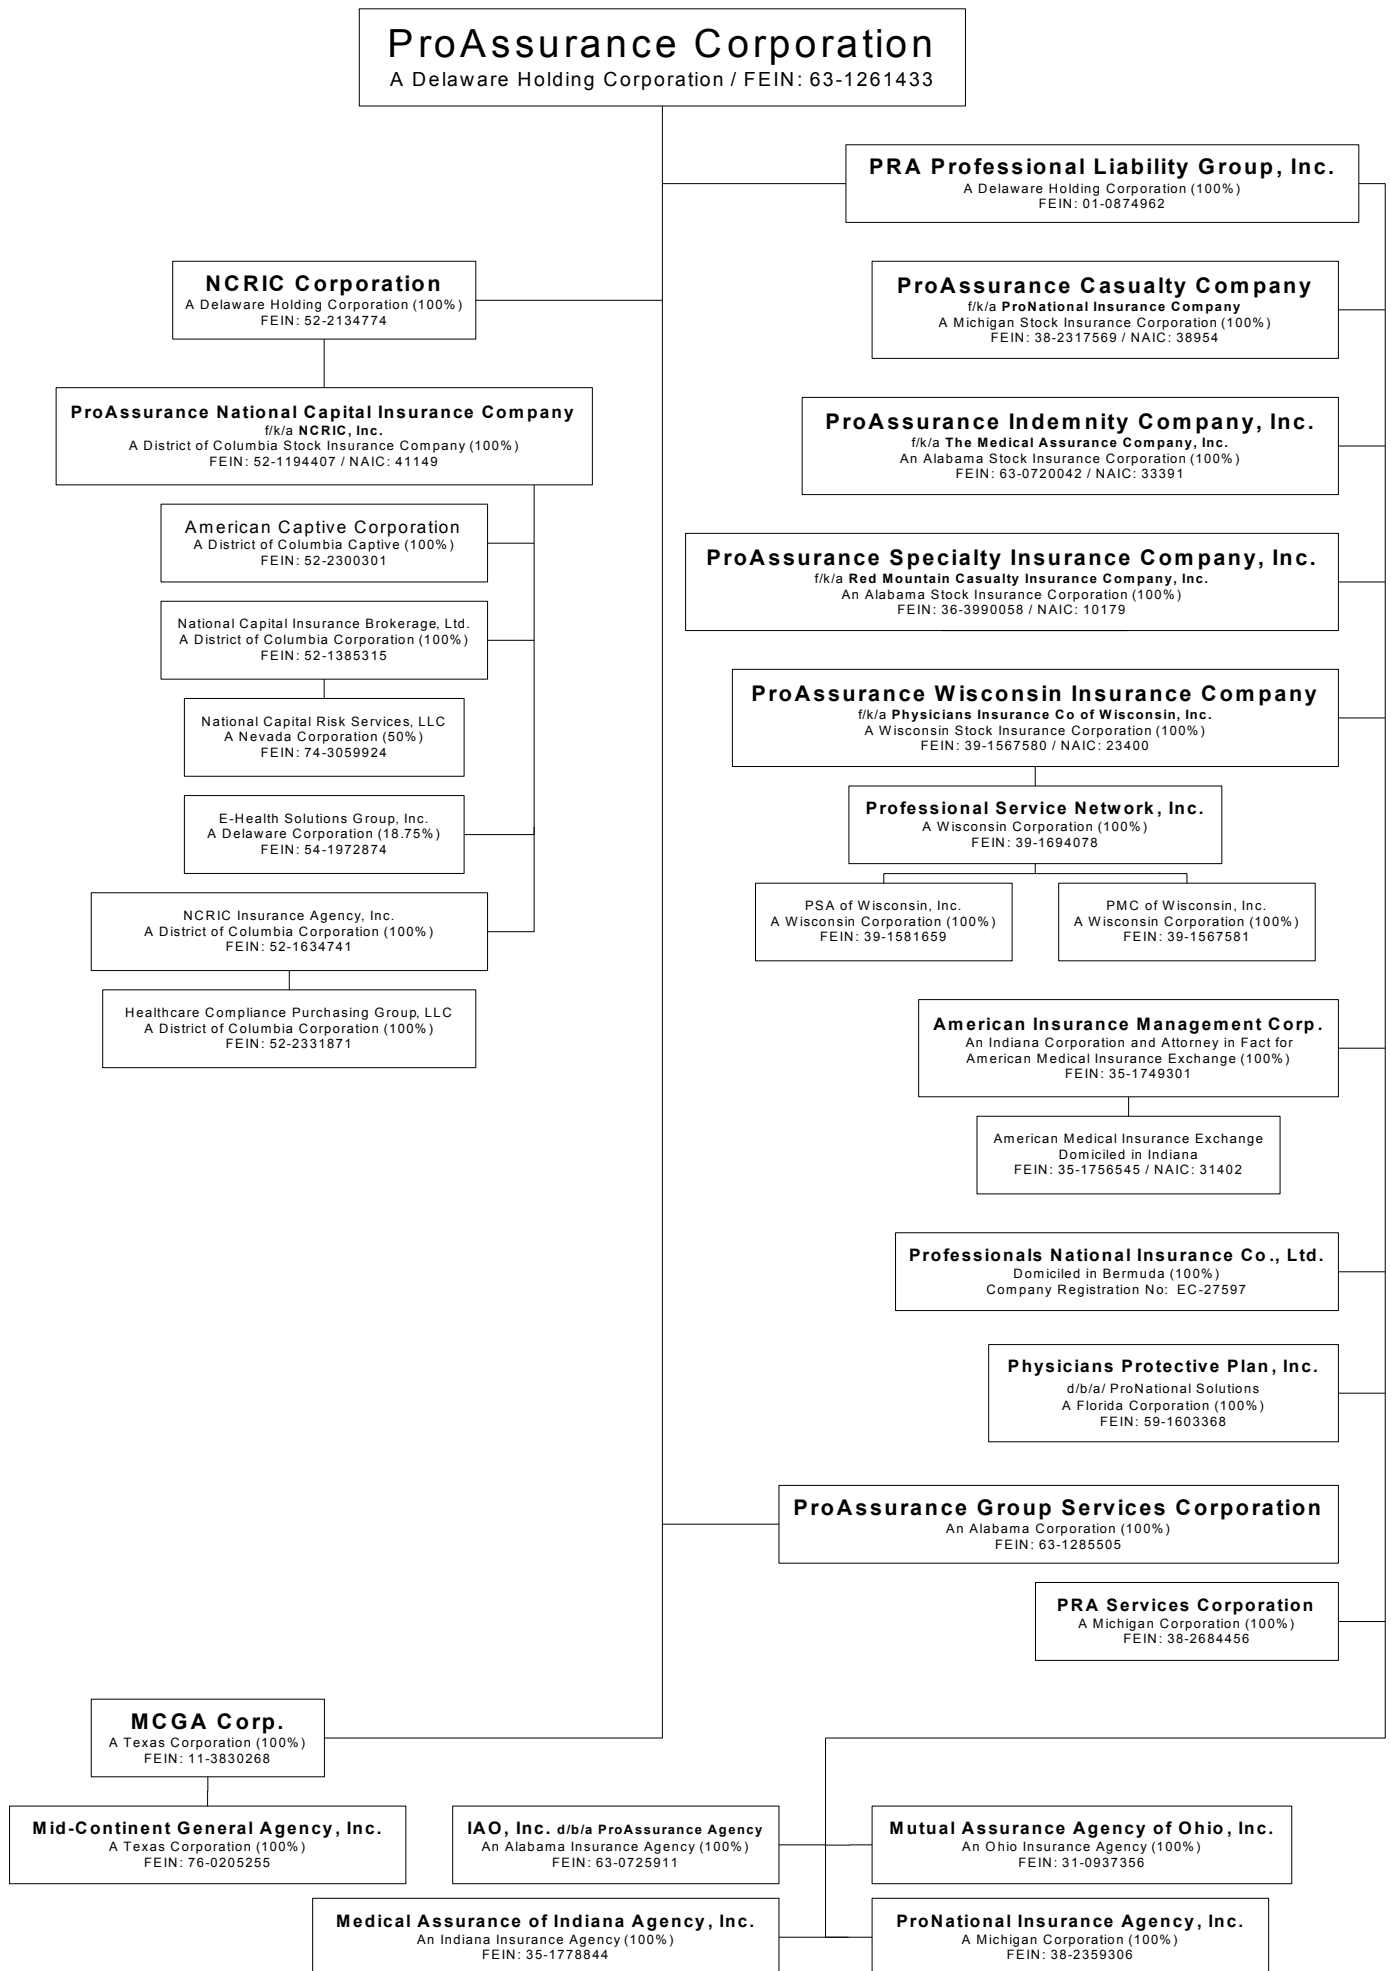 ProAssurance Corporation
A Delaware Holding Corporation / FEIN: 63-1261433
PRA Professional Liability Group, Inc.
A Delaware Holding Corporation (100%)
FEIN: 01-0874962
NCRIC Corporation
A Delaware Holding Corporation (100%)
FEIN: 52-2134774
ProAssurance Casualty Company
f/k/a ProNational Insurance Company
A Michigan Stock Insurance Corporation (100%)
FEIN: 38-2317569 / NAIC: 38954
ProAssurance National Capital Insurance Company
f/k/a NCRIC, Inc.
A District of Columbia Stock Insurance Company (100%)
FEIN: 52-1194407 / NAIC: 41149
ProAssurance Indemnity Company, Inc.
f/k/a The Medical Assurance Company, Inc.
An Alabama Stock Insurance Corporation (100%)
FEIN: 63-0720042 / NAIC: 33391
American Captive Corporation
A District of Columbia Captive (100%)
FEIN: 52-2300301
ProAssurance Specialty Insurance Company, Inc.
f/k/a Red Mountain Casualty Insurance Company, Inc.
An Alabama Stock Insurance Corporation (100%)
FEIN: 36-3990058 / NAIC: 10179
National Capital Insurance Brokerage, Ltd.
A District of Columbia Corporation (100%)
FEIN: 52-1385315
National Capital Risk Services, LLC
A Nevada Corporation (50%)
FEIN: 74-3059924
ProAssurance Wisconsin Insurance Company
f/k/a Physicians Insurance Co of Wisconsin, Inc.
A Wisconsin Stock Insurance Corporation (100%)
FEIN: 39-1567580 / NAIC: 23400
E-Health Solutions Group, Inc.
A Delaware Corporation (18.75%)
FEIN: 54-1972874
Professional Service Network, Inc.
A Wisconsin Corporation (100%)
FEIN: 39-1694078
NCRIC Insurance Agency, Inc.
A District of Columbia Corporation (100%)
FEIN: 52-1634741
PSA of Wisconsin, Inc.
A Wisconsin Corporation (100%)
FEIN: 39-1581659
PMC of Wisconsin, Inc.
A Wisconsin Corporation (100%)
FEIN: 39-1567581
Healthcare Compliance Purchasing Group, LLC
A District of Columbia Corporation (100%)
FEIN: 52-2331871
American Insurance Management Corp.
An Indiana Corporation and Attorney in Fact for
American Medical Insurance Exchange (100%)
FEIN: 35-1749301
American Medical Insurance Exchange
Domiciled in Indiana
FEIN: 35-1756545 / NAIC: 31402
Professionals National Insurance Co., Ltd.
Domiciled in Bermuda (100%)
Company Registration No: EC-27597
Physicians Protective Plan, Inc.
d/b/a/ ProNational Solutions
A Florida Corporation (100%)
FEIN: 59-1603368
ProAssurance Group Services Corporation
An Alabama Corporation (100%)
FEIN: 63-1285505
PRA Services Corporation
A Michigan Corporation (100%)
FEIN: 38-2684456
MCGA Corp.
A Texas Corporation (100%)
FEIN: 11-3830268
Mid-Continent General Agency, Inc.
A Texas Corporation (100%)
FEIN: 76-0205255
IAO, Inc. d/b/a ProAssurance Agency
An Alabama Insurance Agency (100%)
FEIN: 63-0725911
Mutual Assurance Agency of Ohio, Inc.
An Ohio Insurance Agency (100%)
FEIN: 31-0937356
Medical Assurance of Indiana Agency, Inc.
An Indiana Insurance Agency (100%)
FEIN: 35-1778844
ProNational Insurance Agency, Inc.
A Michigan Corporation (100%)
FEIN: 38-2359306